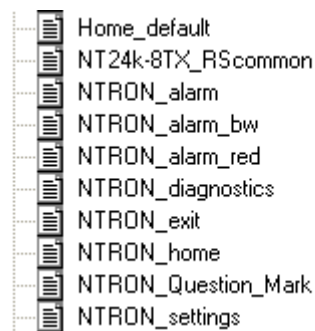 Home_default
NT24k-8TX_RScommon
NTRON_alarm
NTRON_alarm_bw
NTRON_alarm_red
NTRON_diagnostics
NTRON_exit
NTRON_home
NTRON_Question_Mark
NTRON_settings